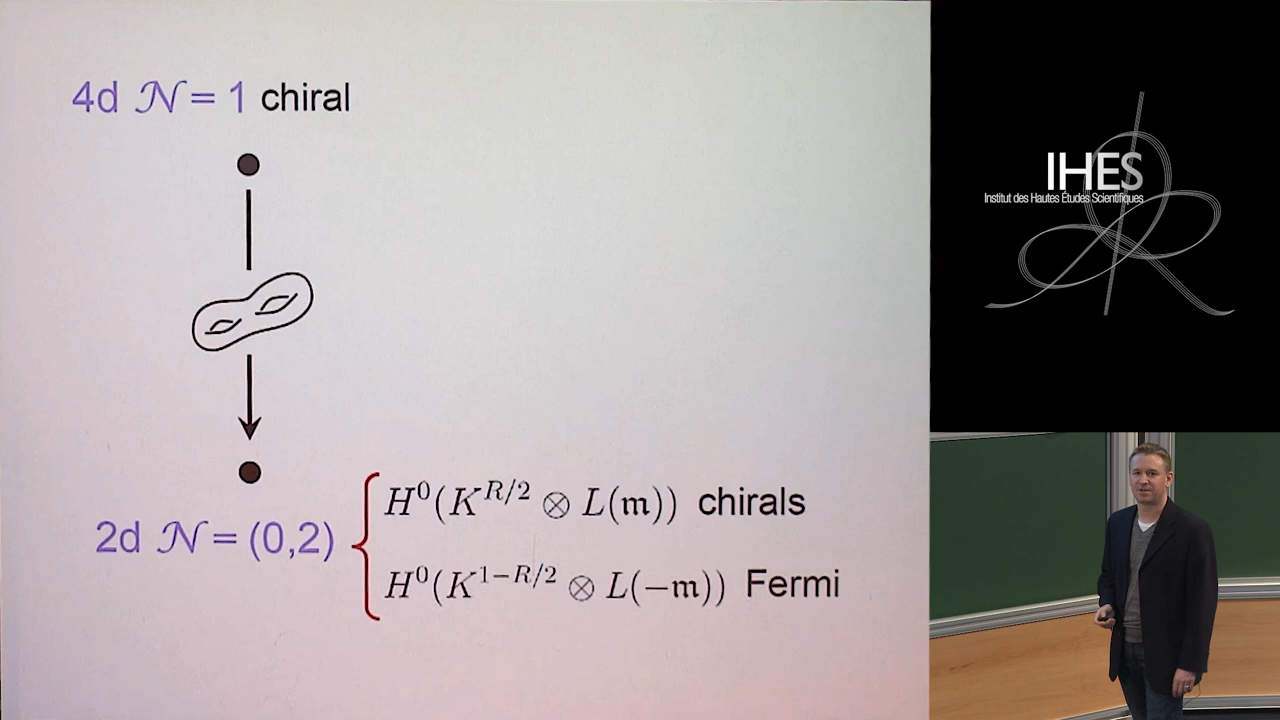 4d 𝒩 = 1 chiral
2d 𝒩 = (0,2)
H⁰(K^{R/2} ⊗ L(𝔪)) chirals
H⁰(K^{1−R/2} ⊗ L(−𝔪)) Fermi
IHES
Institut des Hautes Études Scientifiques